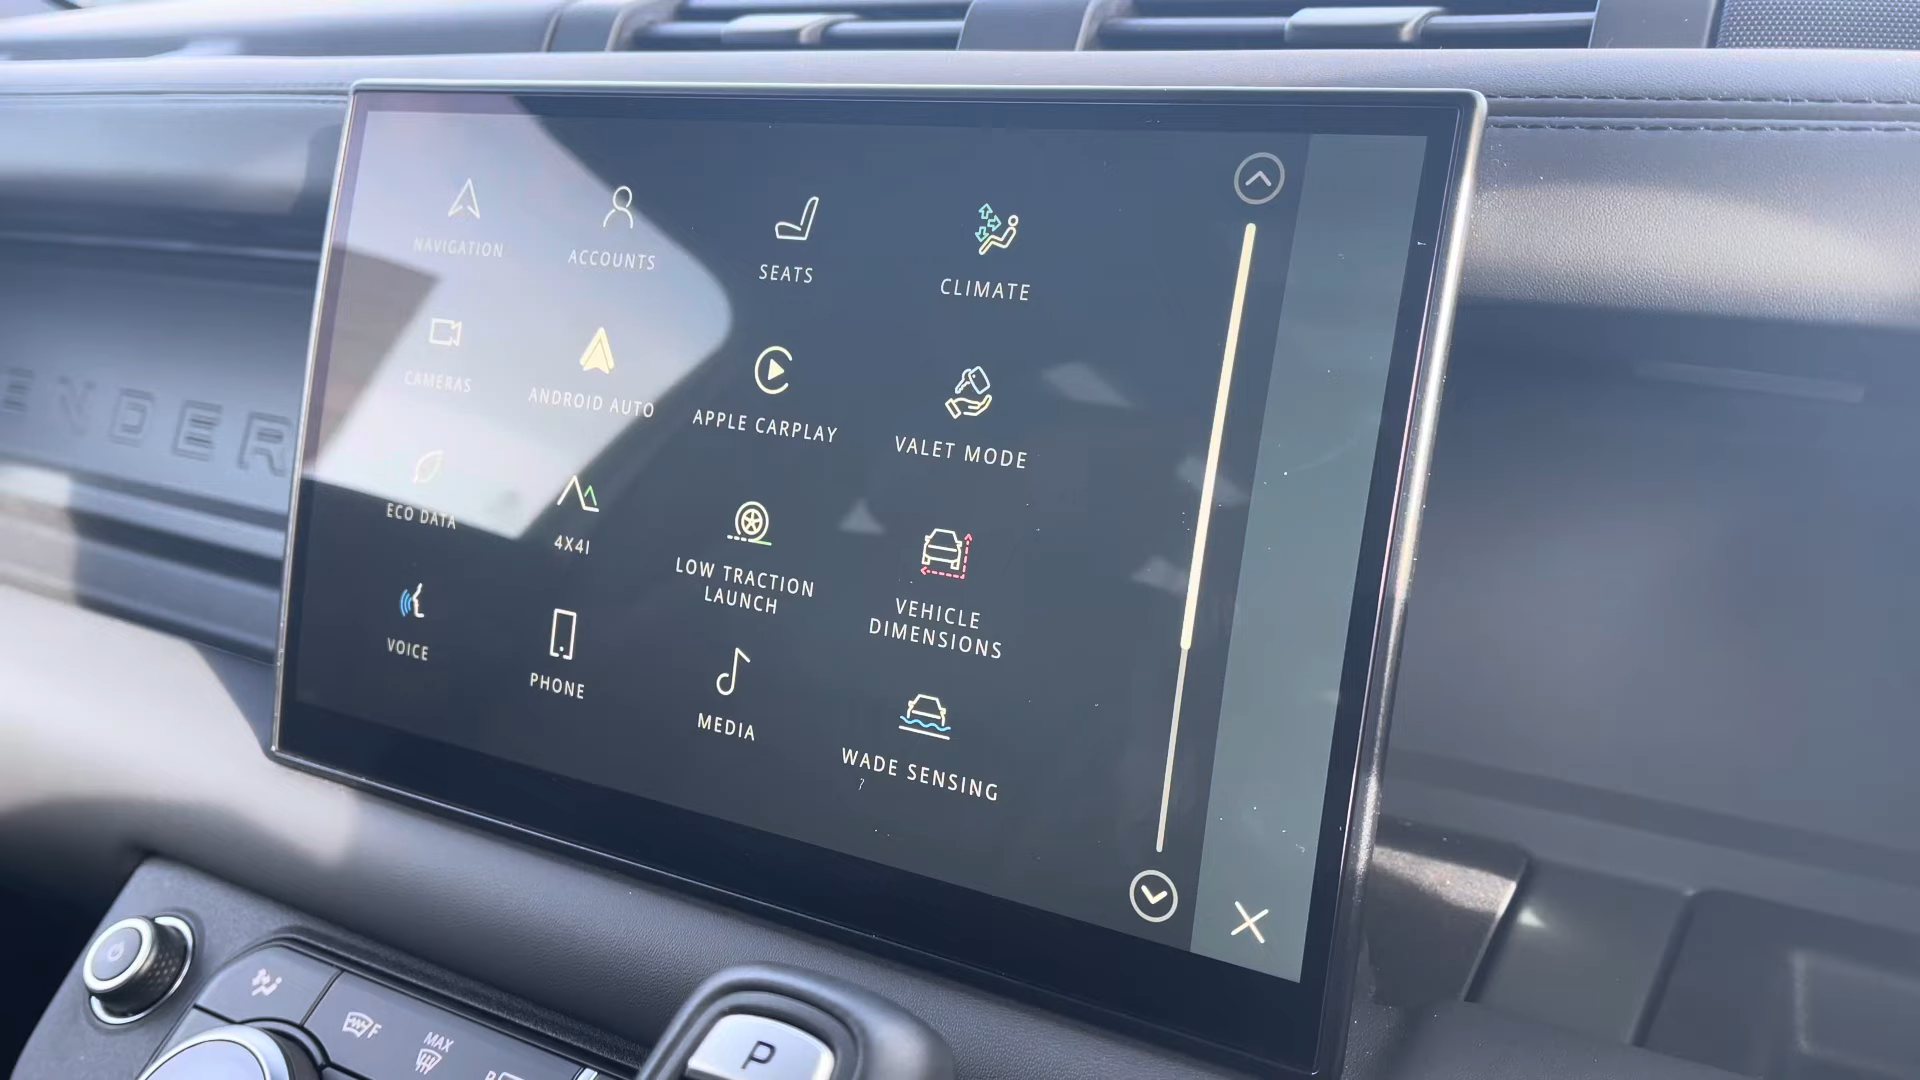 NAVIGATION
ACCOUNTS
SEATS
CLIMATE
CAMERAS
ANDROID AUTO
APPLE CARPLAY
VALET MODE
ECO DATA
4X4I
LOW TRACTION
LAUNCH
VEHICLE
DIMENSIONS
VOICE
PHONE
MEDIA
WADE SENSING
ENDER
F
MAX
R
P